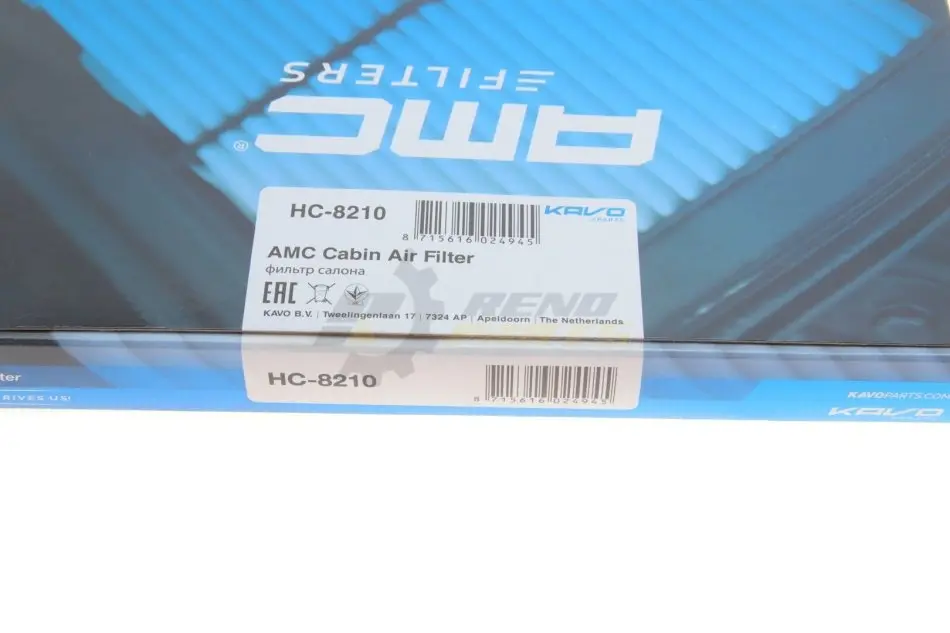 FILTERS
AMC
®
HC-8210
8 715616 024945
KAVO
PARTS
AMC Cabin Air Filter
фильтр салона
EAC
RENO
KAVO B.V. | Tweelingenlaan 17 | 7324 AP | Apeldoorn | The Netherlands
HC-8210
8 715616 024945
ter
RIVES US!
KAVOPARTS.COM
KAVO